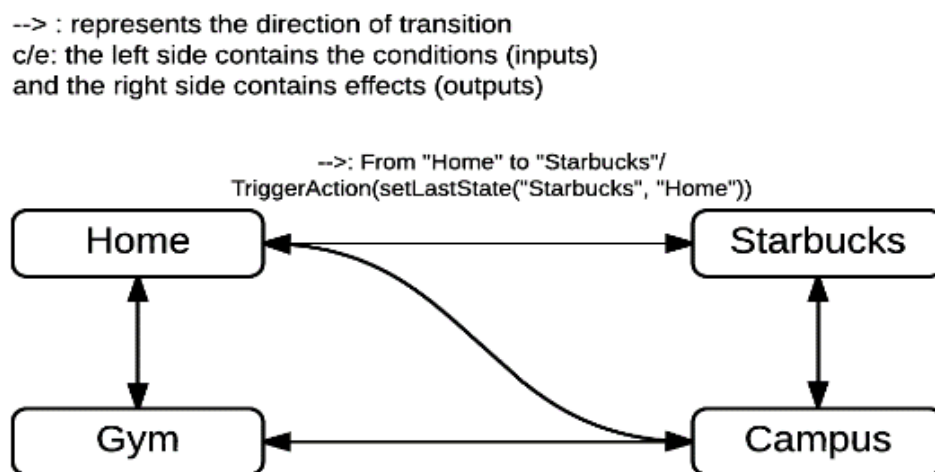 --> : represents the direction of transition
c/e: the left side contains the conditions (inputs)
and the right side contains effects (outputs)
-->: From "Home" to "Starbucks"/
TriggerAction(setLastState("Starbucks", "Home"))
Home
Starbucks
Gym
Campus